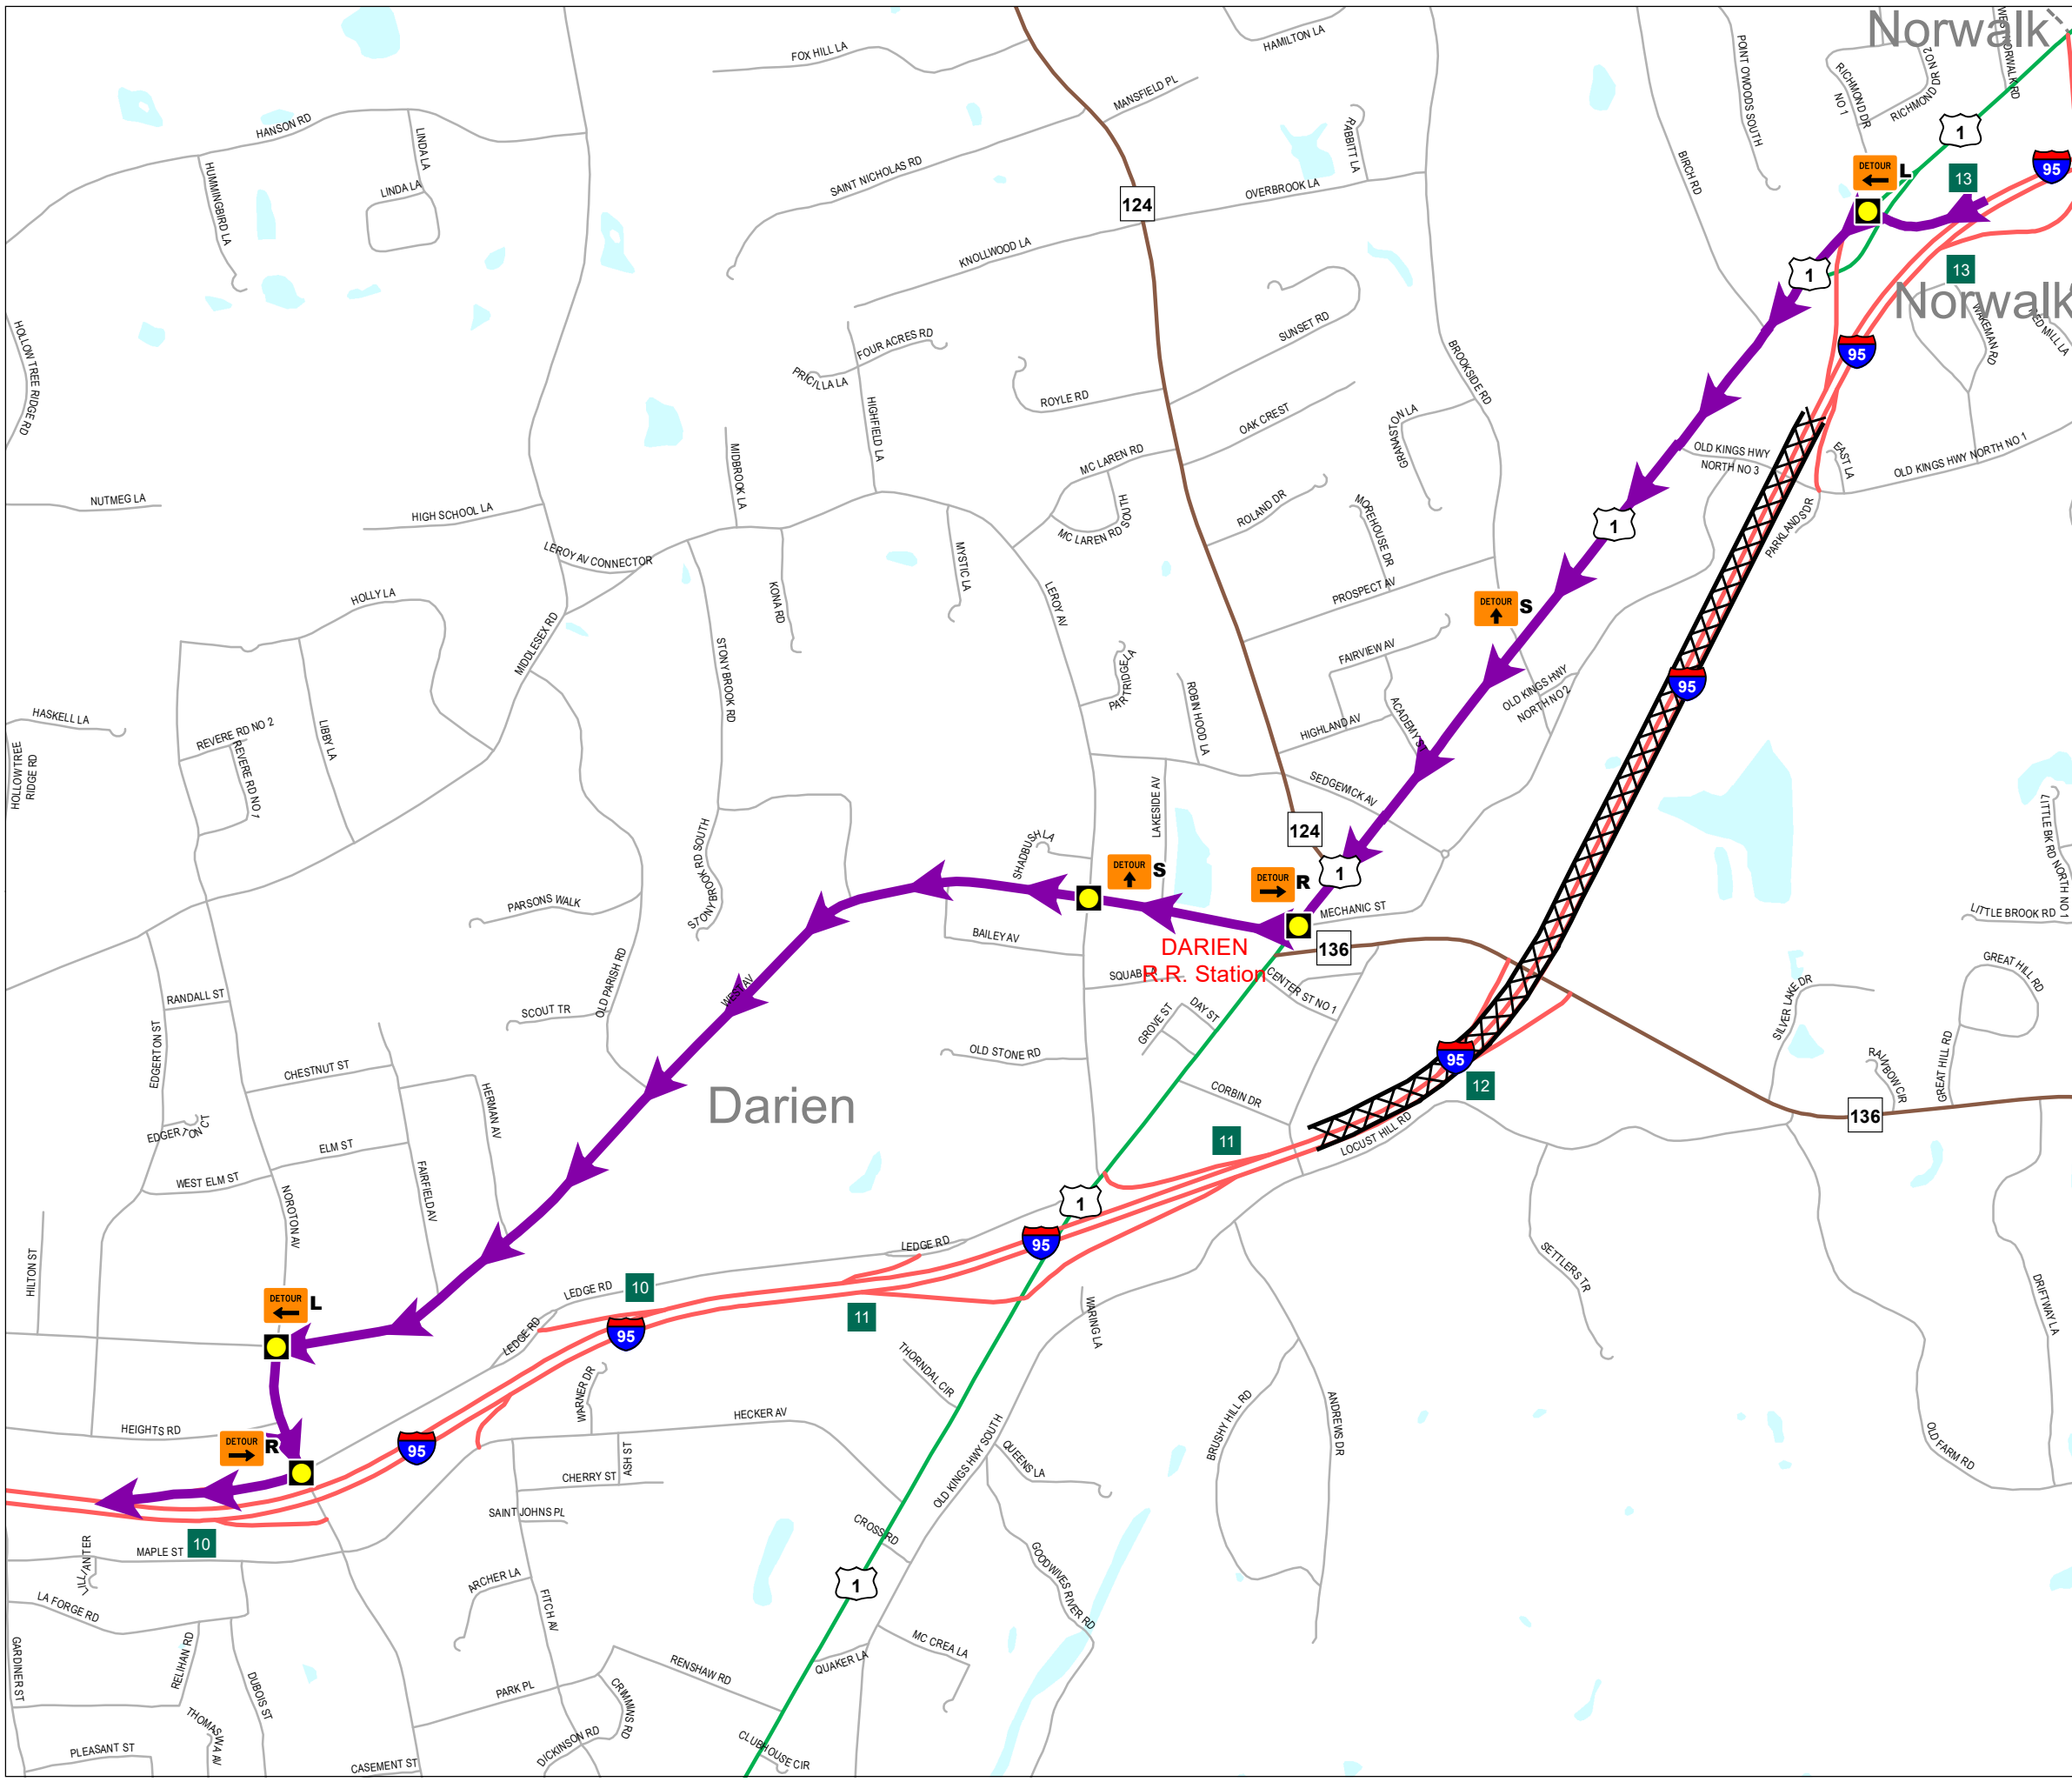 Norwalk
WEST NORWALK RD
RICHMOND DR NO 2
RICHMOND DR
NO 1
POINT O'WOODS SOUTH
HAMILTON LA
FOX HILL LA
MANSFIELD PL
1
95
13
DETOUR
L
HANSON RD
LINDA LA
LINDA LA
HUMMINGBIRD LA
SAINT NICHOLAS RD
RABBITT LA
OVERBROOK LA
BIRCH RD
124
KNOLLWOOD LA
1
13
Norwalk
WAKEMAN RD
RED MILL LA
95
SUNSET RD
FOUR ACRES RD
PRICILLA LA
HOLLOW TREE RIDGE RD
ROYLE RD
HIGHFIELD LA
BROOKSIDE RD
OAK CREST
GRANASTON LA
MIDBROOK LA
MC LAREN RD
OLD KINGS HWY
NORTH NO 3
EAST LA
OLD KINGS HWY NORTH NO 1
NUTMEG LA
HIGH SCHOOL LA
SOUTH
MC LAREN RD
ROLAND DR
MOREHOUSE DR
1
PARKLANDS DR
LEROY AV CONNECTOR
MYSTIC LA
KONA RD
LEROY AV
PROSPECT AV
DETOUR
S
HOLLY LA
MIDDLESEX RD
STONY BROOK RD
FAIRVIEW AV
PARTRIDGE LA
ROBIN HOOD LA
OLD KINGS HWY
NORTH NO 2
95
HASKELL LA
REVERE RD NO 2
REVERE RD NO 1
LIBBY LA
HIGHLAND AV
ACADEMY ST
HOLLOW TREE
RIDGE RD
SEDGEWICK AV
LAKESIDE AV
124
SHADBUSH LA
STONYBROOK RD SOUTH
DETOUR
S
DETOUR
R
1
LITTLE BK RD NORTH NO 1
PARSONS WALK
MECHANIC ST
LITTLE BROOK RD
BAILEY AV
DARIEN
R.R. Station
136
SQUAB LA
CENTER ST NO 1
WEST AV
OLD PARISH RD
RANDALL ST
SCOUT TR
GREAT HILL RD
SILVER LAKE DR
GROVE ST
DAY ST
EDGERTON ST
OLD STONE RD
95
12
CHESTNUT ST
HERMAN AV
CORBIN DR
Darien
RAINBOW CIR
GREAT HILL RD
136
EDGERTON CT
ELM ST
WEST ELM ST
11
LOCUST HILL RD
NOROTON AV
FAIRFIELD AV
1
95
LEDGE RD
HILTON ST
SETTLERS TR
DRIFTWAY LA
DETOUR
L
LEDGE RD
10
11
WARING LA
LEDGE RD
95
THORNDAL CIR
WARNER DR
HECKER AV
HEIGHTS RD
DETOUR
R
95
ASH ST
CHERRY ST
BRUSHY HILL RD
ANDREWS DR
OLD KINGS HWY SOUTH
QUEENS LA
OLD FARM RD
SAINT JOHNS PL
CROSS RD
10
MAPLE ST
JILLIAN TER
LA FORGE RD
ARCHER LA
FITCH AV
1
GOODWIVES RIVER RD
GARDINER ST
RELIHAN RD
DUBOIS ST
MC CREA LA
QUAKER LA
RENSHAW RD
PARK PL
CRIMMINS RD
THOMASINA AV
DICKINSON RD
PLEASANT ST
CASEMENT ST
CLUBHOUSE CIR